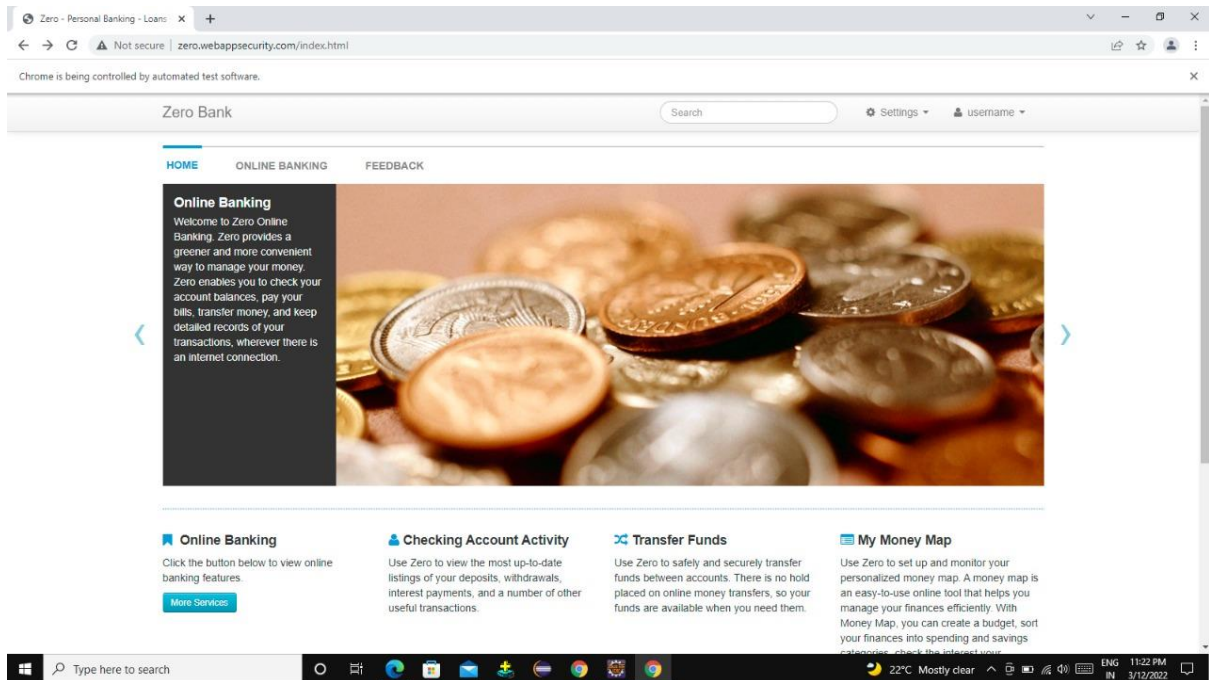 Zero - Personal Banking - Loans
Not secure | zero.webappsecurity.com/index.html
Chrome is being controlled by automated test software.
Zero Bank
Search
Settings
username
HOME
ONLINE BANKING
FEEDBACK
Online Banking
Welcome to Zero Online
Banking. Zero provides a
greener and more convenient
way to manage your money.
Zero enables you to check your
account balances, pay your
bills, transfer money, and keep
detailed records of your
transactions, wherever there is
an internet connection.
Online Banking
Click the button below to view online
banking features.
More Services
Checking Account Activity
Use Zero to view the most up-to-date
listings of your deposits, withdrawals,
interest payments, and a number of other
useful transactions.
Transfer Funds
Use Zero to safely and securely transfer
funds between accounts. There is no hold
placed on online money transfers, so your
funds are available when you need them.
My Money Map
Use Zero to set up and monitor your
personalized money map. A money map is
an easy-to-use online tool that helps you
manage your finances efficiently. With
Money Map, you can create a budget, sort
your finances into spending and savings
categories, check the interest your
Type here to search
22°C Mostly clear
ENG
IN
11:22 PM
3/12/2022